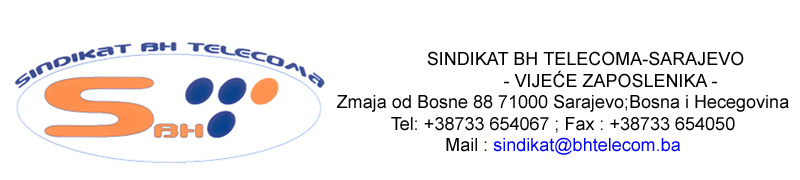 SINDIKAT BH TELECOMA
S BH
SINDIKAT BH TELECOMA-SARAJEVO
- VIJEĆE ZAPOSLENIKA -
Zmaja od Bosne 88 71000 Sarajevo;Bosna i Hecegovina
Tel: +38733 654067 ; Fax : +38733 654050
Mail : sindikat@bhtelecom.ba